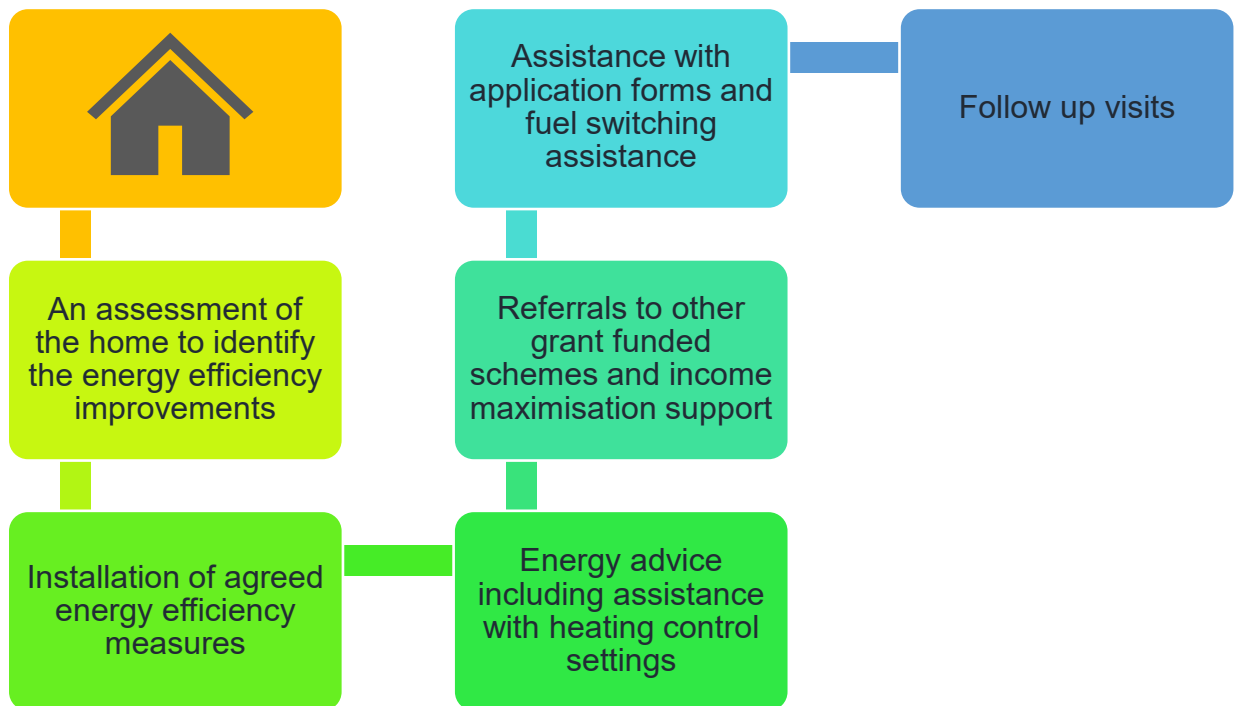 An assessment of
the home to identify
the energy efficiency
improvements
Installation of agreed
energy efficiency
measures
Energy advice
including assistance
with heating control
settings
Referrals to other
grant funded
schemes and income
maximisation support
Assistance with
application forms and
fuel switching
assistance
Follow up visits